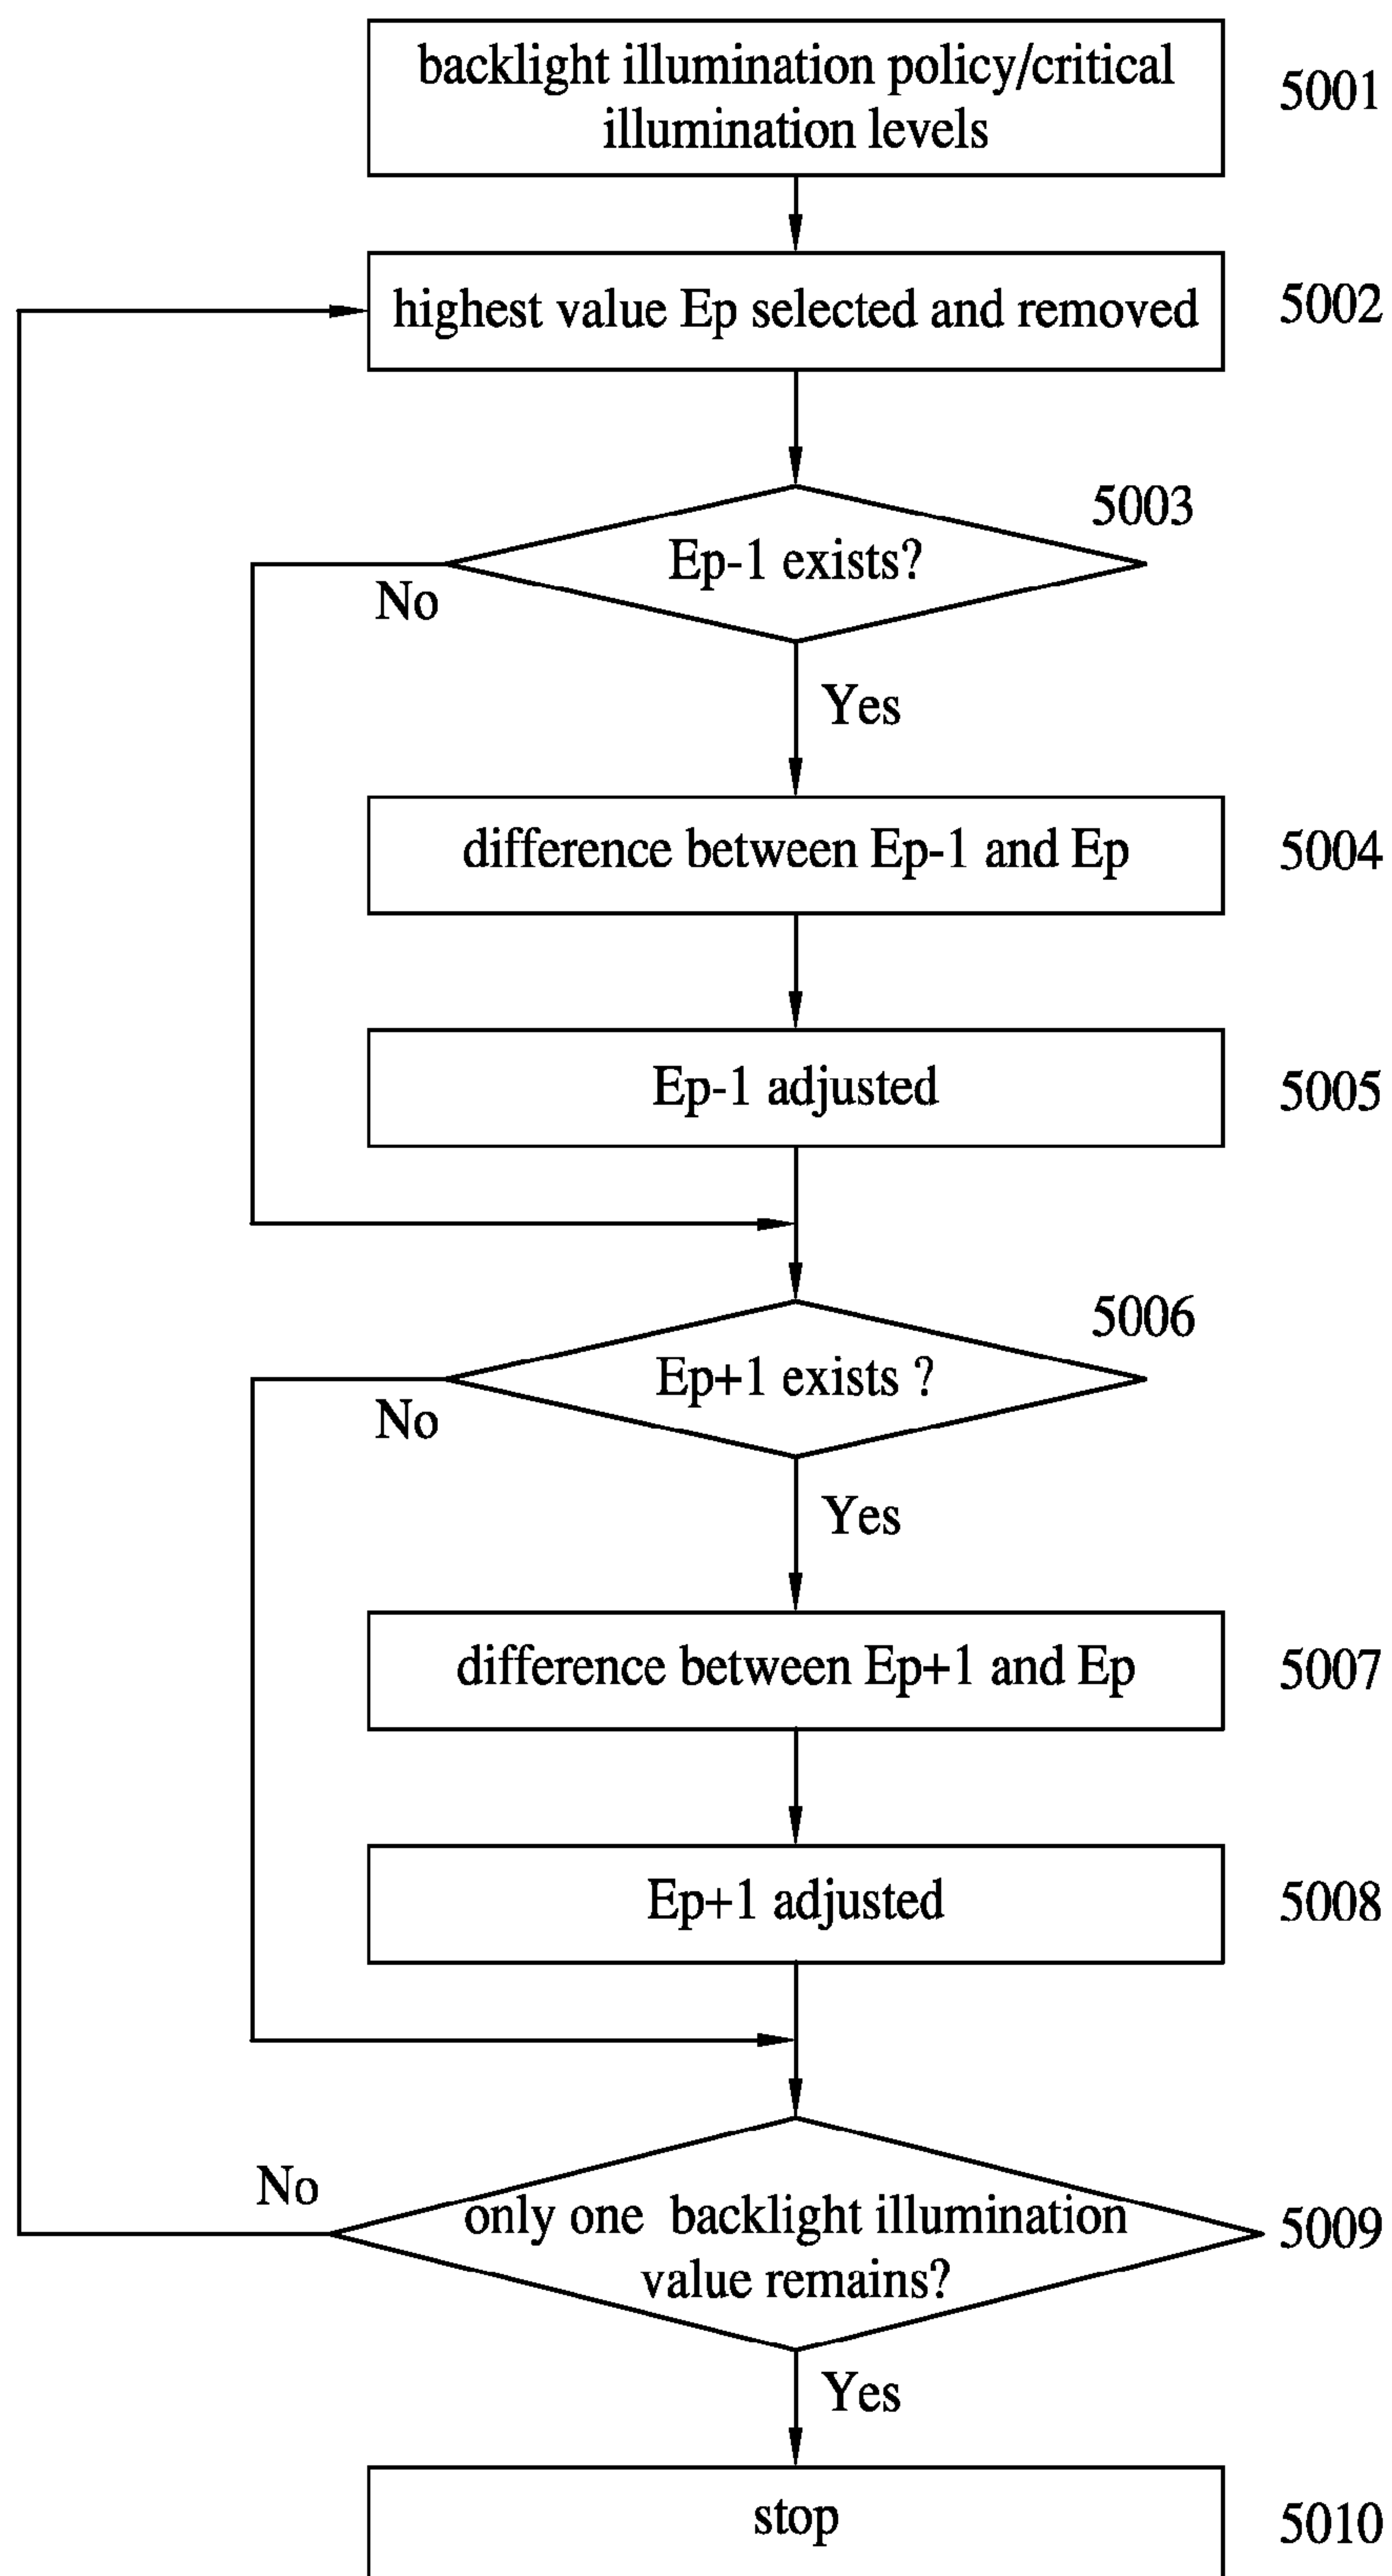 backlight illumination policy/critical
illumination levels
5001
highest value Ep selected and removed
5002
5003
Ep-1 exists?
No
Yes
difference between Ep-1 and Ep
5004
Ep-1 adjusted
5005
5006
Ep+1 exists ?
No
Yes
difference between Ep+1 and Ep
5007
Ep+1 adjusted
5008
No
only one backlight illumination
value remains?
5009
Yes
stop
5010